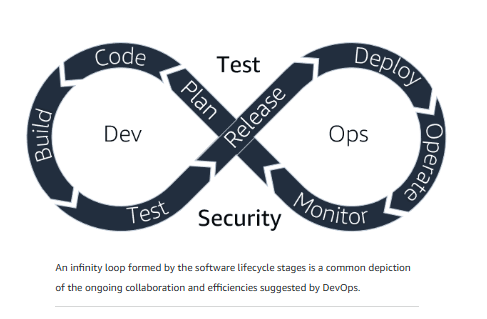 Test
Code
Plan
Release
Deploy
Build
Dev
Ops
Operate
Test
Security
Monitor
An infinity loop formed by the software lifecycle stages is a common depiction
of the ongoing collaboration and efficiencies suggested by DevOps.